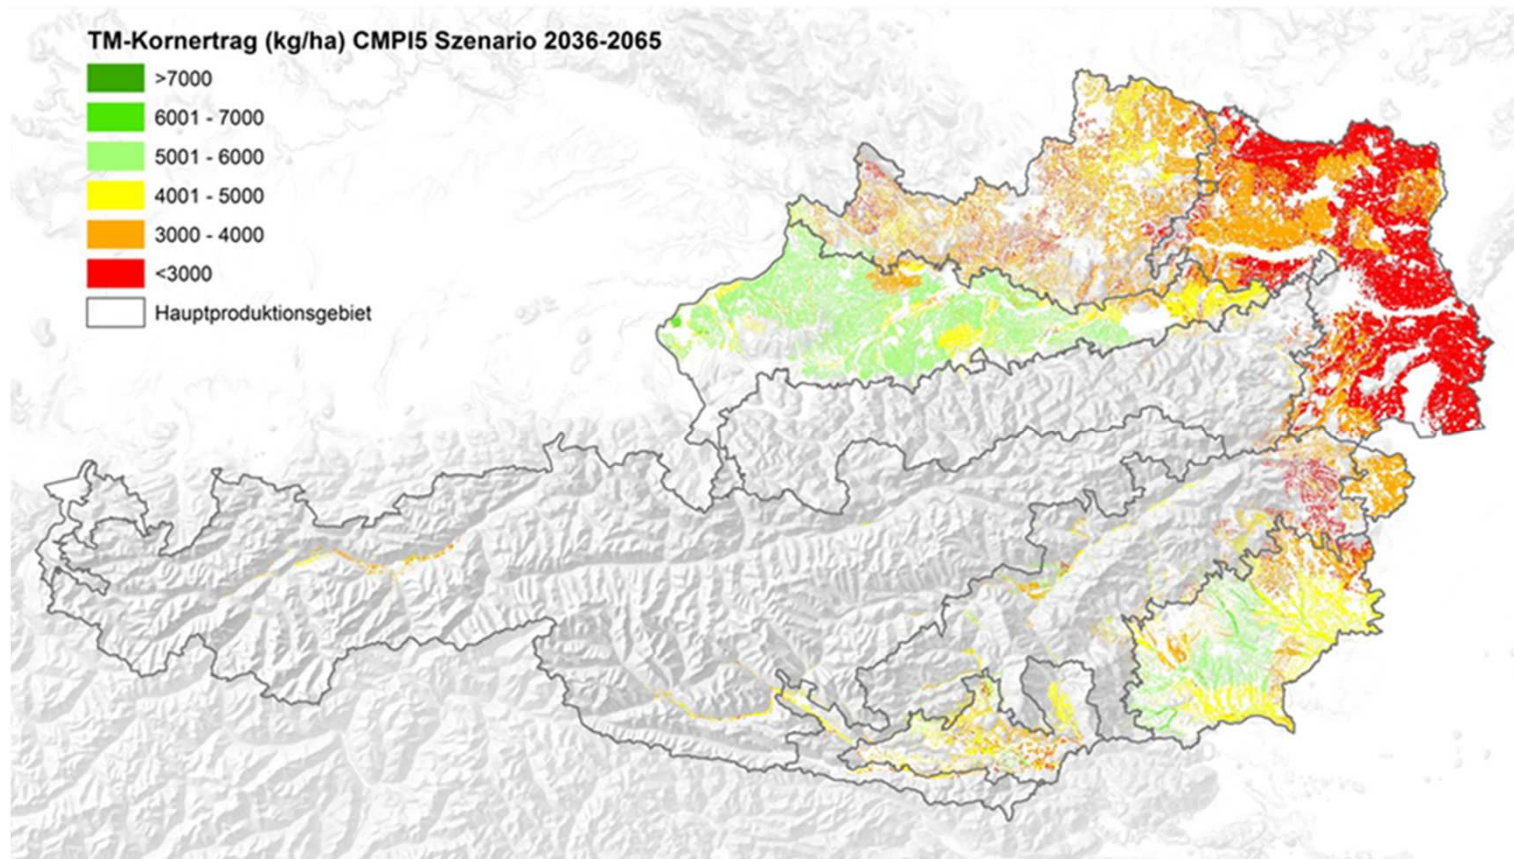 TM-Kornertrag (kg/ha) CMPI5 Szenario 2036-2065
>7000
6001 - 7000
5001 - 6000
4001 - 5000
3000 - 4000
<3000
Hauptproduktionsgebiet